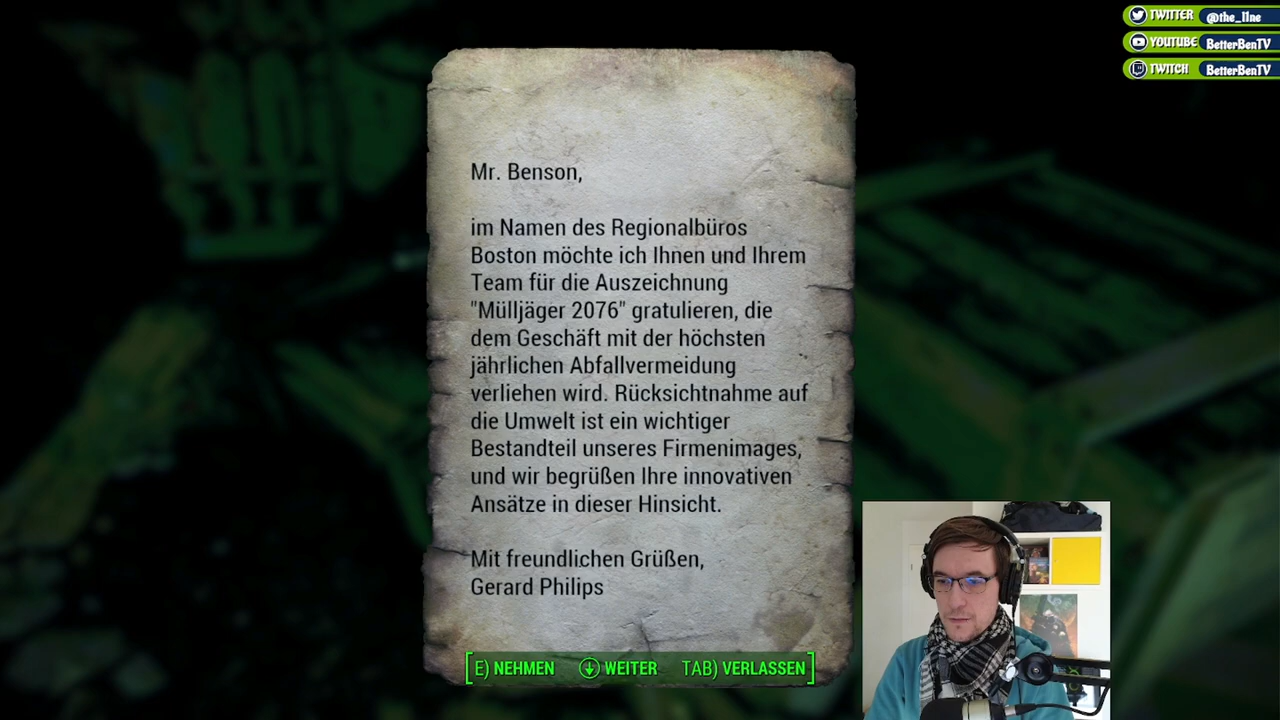 TWITTER @the_11ne
YOUTUBE BetterBenTV
TWITCH BetterBenTV
Mr. Benson,
im Namen des Regionalbüros
Boston möchte ich Ihnen und Ihrem
Team für die Auszeichnung
"Mülljäger 2076" gratulieren, die
dem Geschäft mit der höchsten
jährlichen Abfallvermeidung
verliehen wird. Rücksichtnahme auf
die Umwelt ist ein wichtiger
Bestandteil unseres Firmenimages,
und wir begrüßen Ihre innovativen
Ansätze in dieser Hinsicht.
Mit freundlichen Grüßen,
Gerard Philips
E) NEHMEN WEITER TAB) VERLASSEN